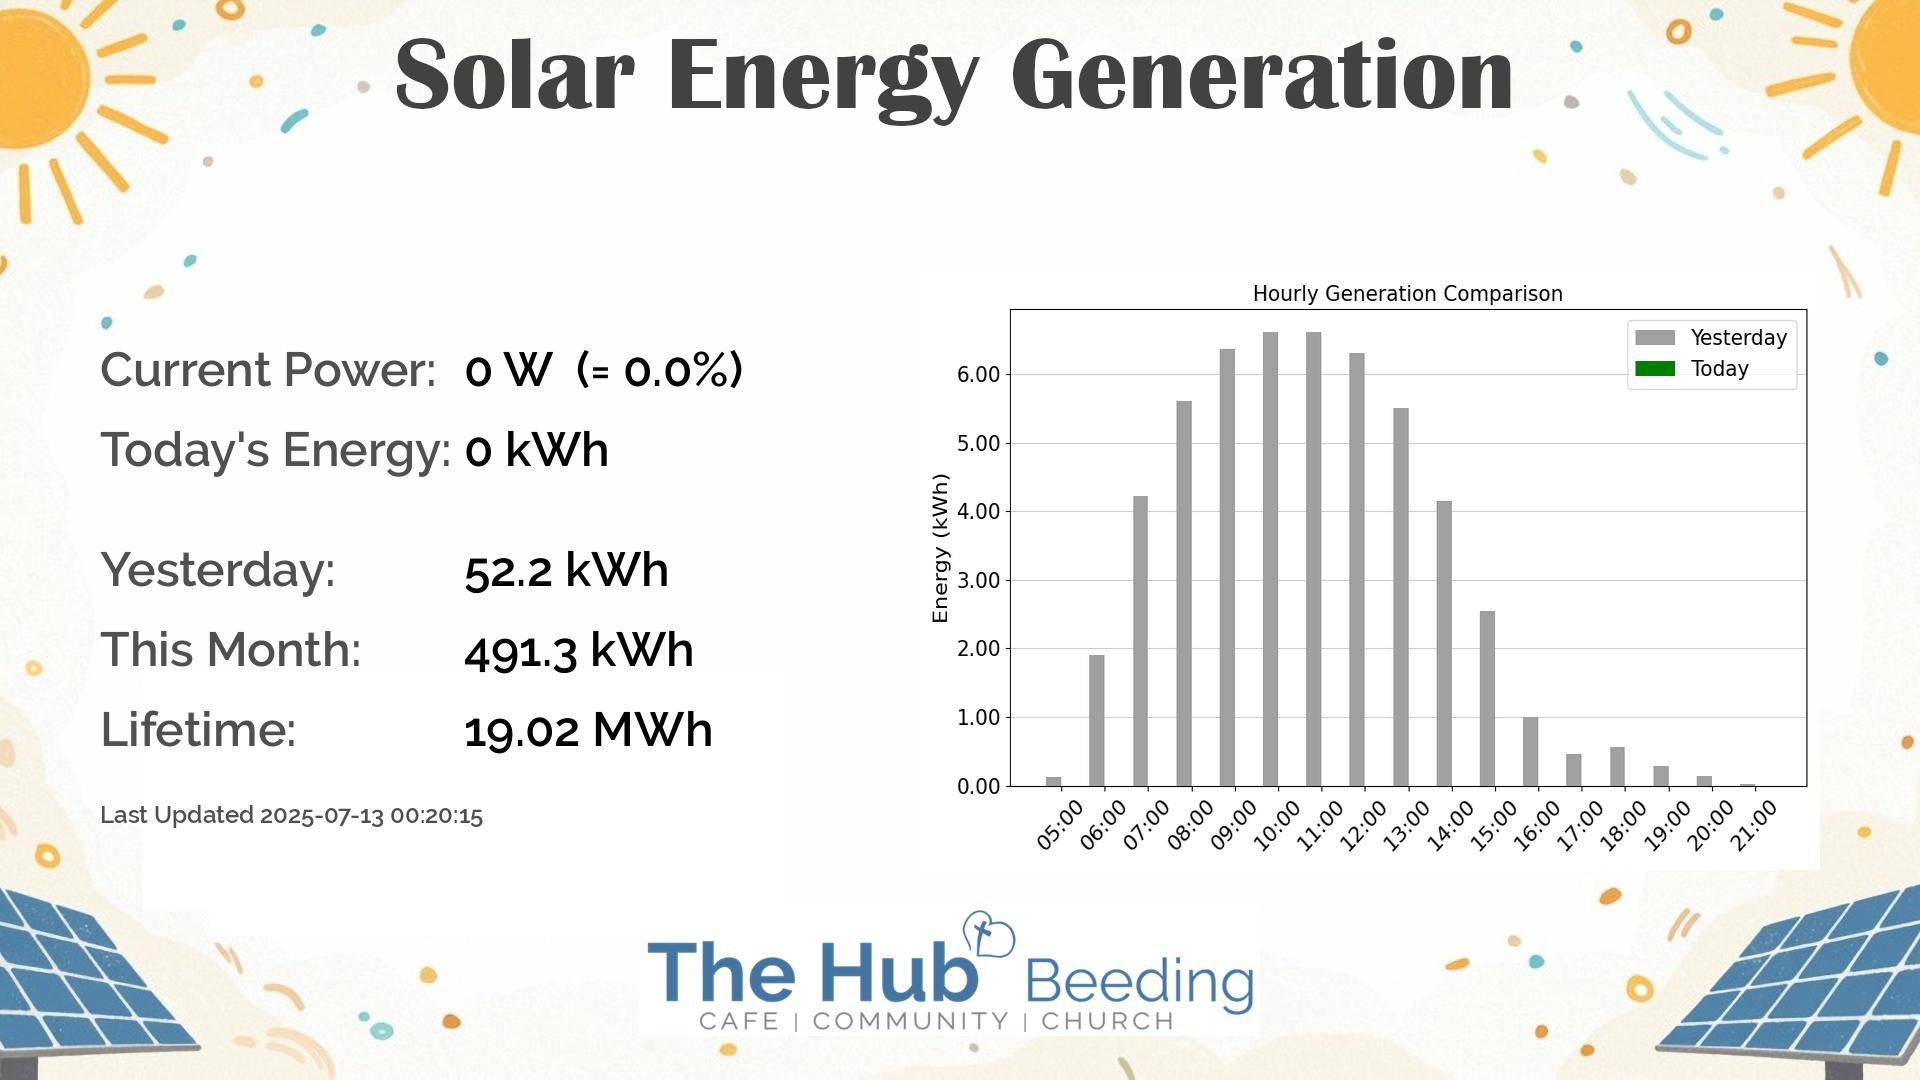 Solar Energy Generation
Current Power: 0 W (= 0.0%)
Today's Energy: 0 kWh
Yesterday: 52.2 kWh
This Month: 491.3 kWh
Lifetime: 19.02 MWh
Last Updated 2025-07-13 00:20:15
Hourly Generation Comparison
Yesterday
Today
Energy (kWh)
6.00
5.00
4.00
3.00
2.00
1.00
0.00
05:00 06:00 07:00 08:00 09:00 10:00 11:00 12:00 13:00 14:00 15:00 16:00 17:00 18:00 19:00 20:00 21:00
The Hub Beeding
CAFE | COMMUNITY | CHURCH